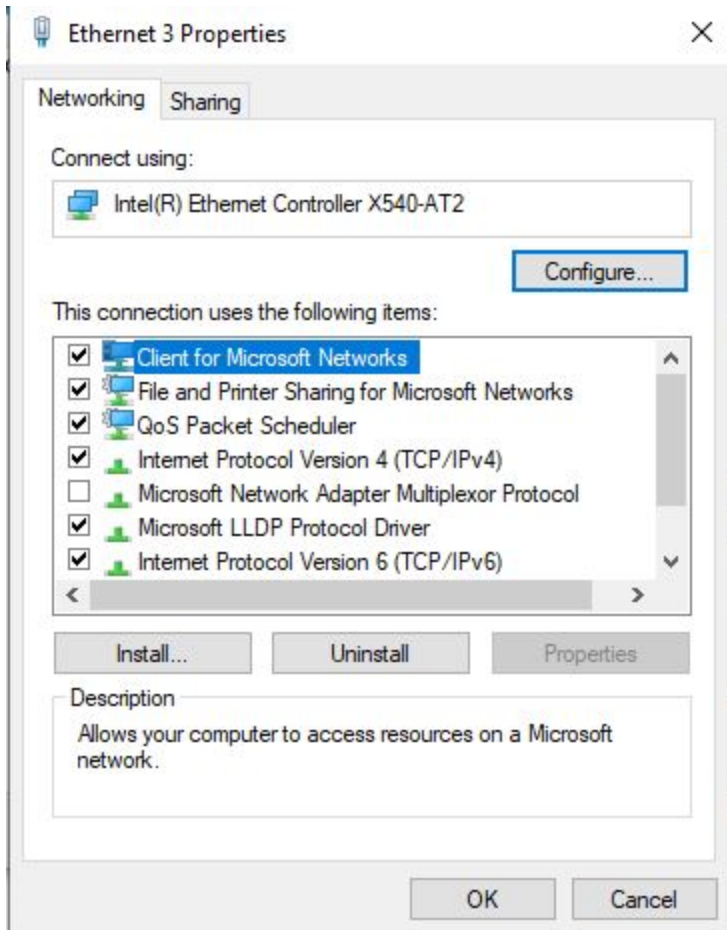 Ethernet 3 Properties
Networking
Sharing
Connect using:
Intel(R) Ethernet Controller X540-AT2
Configure...
This connection uses the following items:
Client for Microsoft Networks
File and Printer Sharing for Microsoft Networks
QoS Packet Scheduler
Internet Protocol Version 4 (TCP/IPv4)
Microsoft Network Adapter Multiplexor Protocol
Microsoft LLDP Protocol Driver
Internet Protocol Version 6 (TCP/IPv6)
Install...
Uninstall
Properties
Description
Allows your computer to access resources on a Microsoft
network.
OK
Cancel